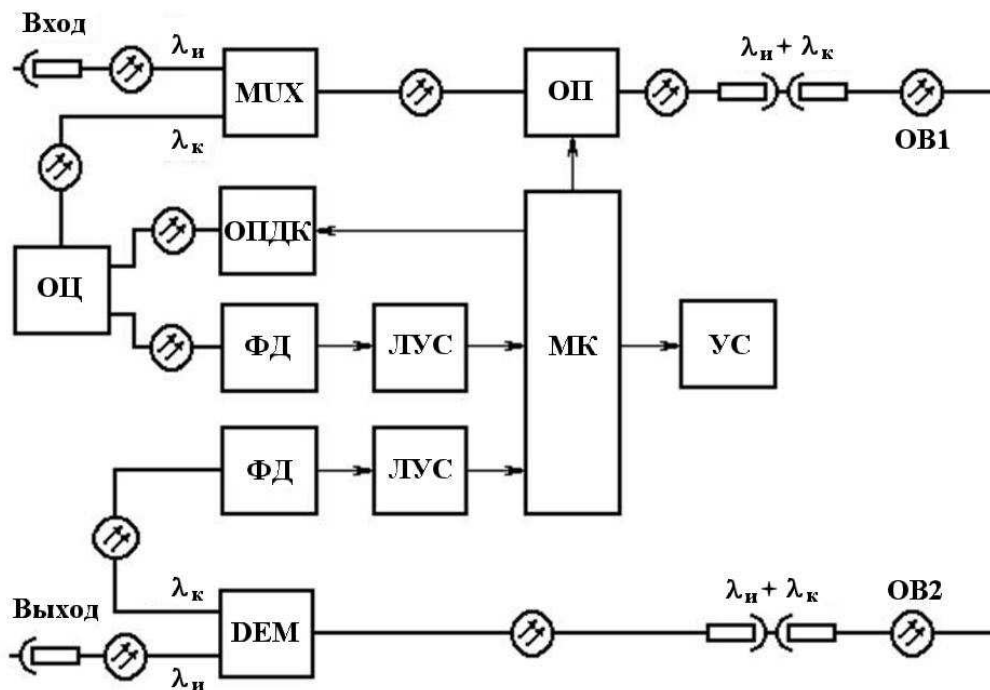 Вход
λи
λи + λк
MUX
ОП
λк
ОВ1
ОПДК
ОЦ
ФД
ЛУС
МК
УС
ФД
ЛУС
λк
λи + λк
ОВ2
Выход
DEM
λи